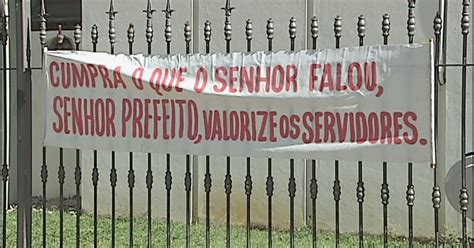 CUMPRA O QUE O SENHOR FALOU,
SENHOR PREFEITO, VALORIZE OS SERVIDORES.